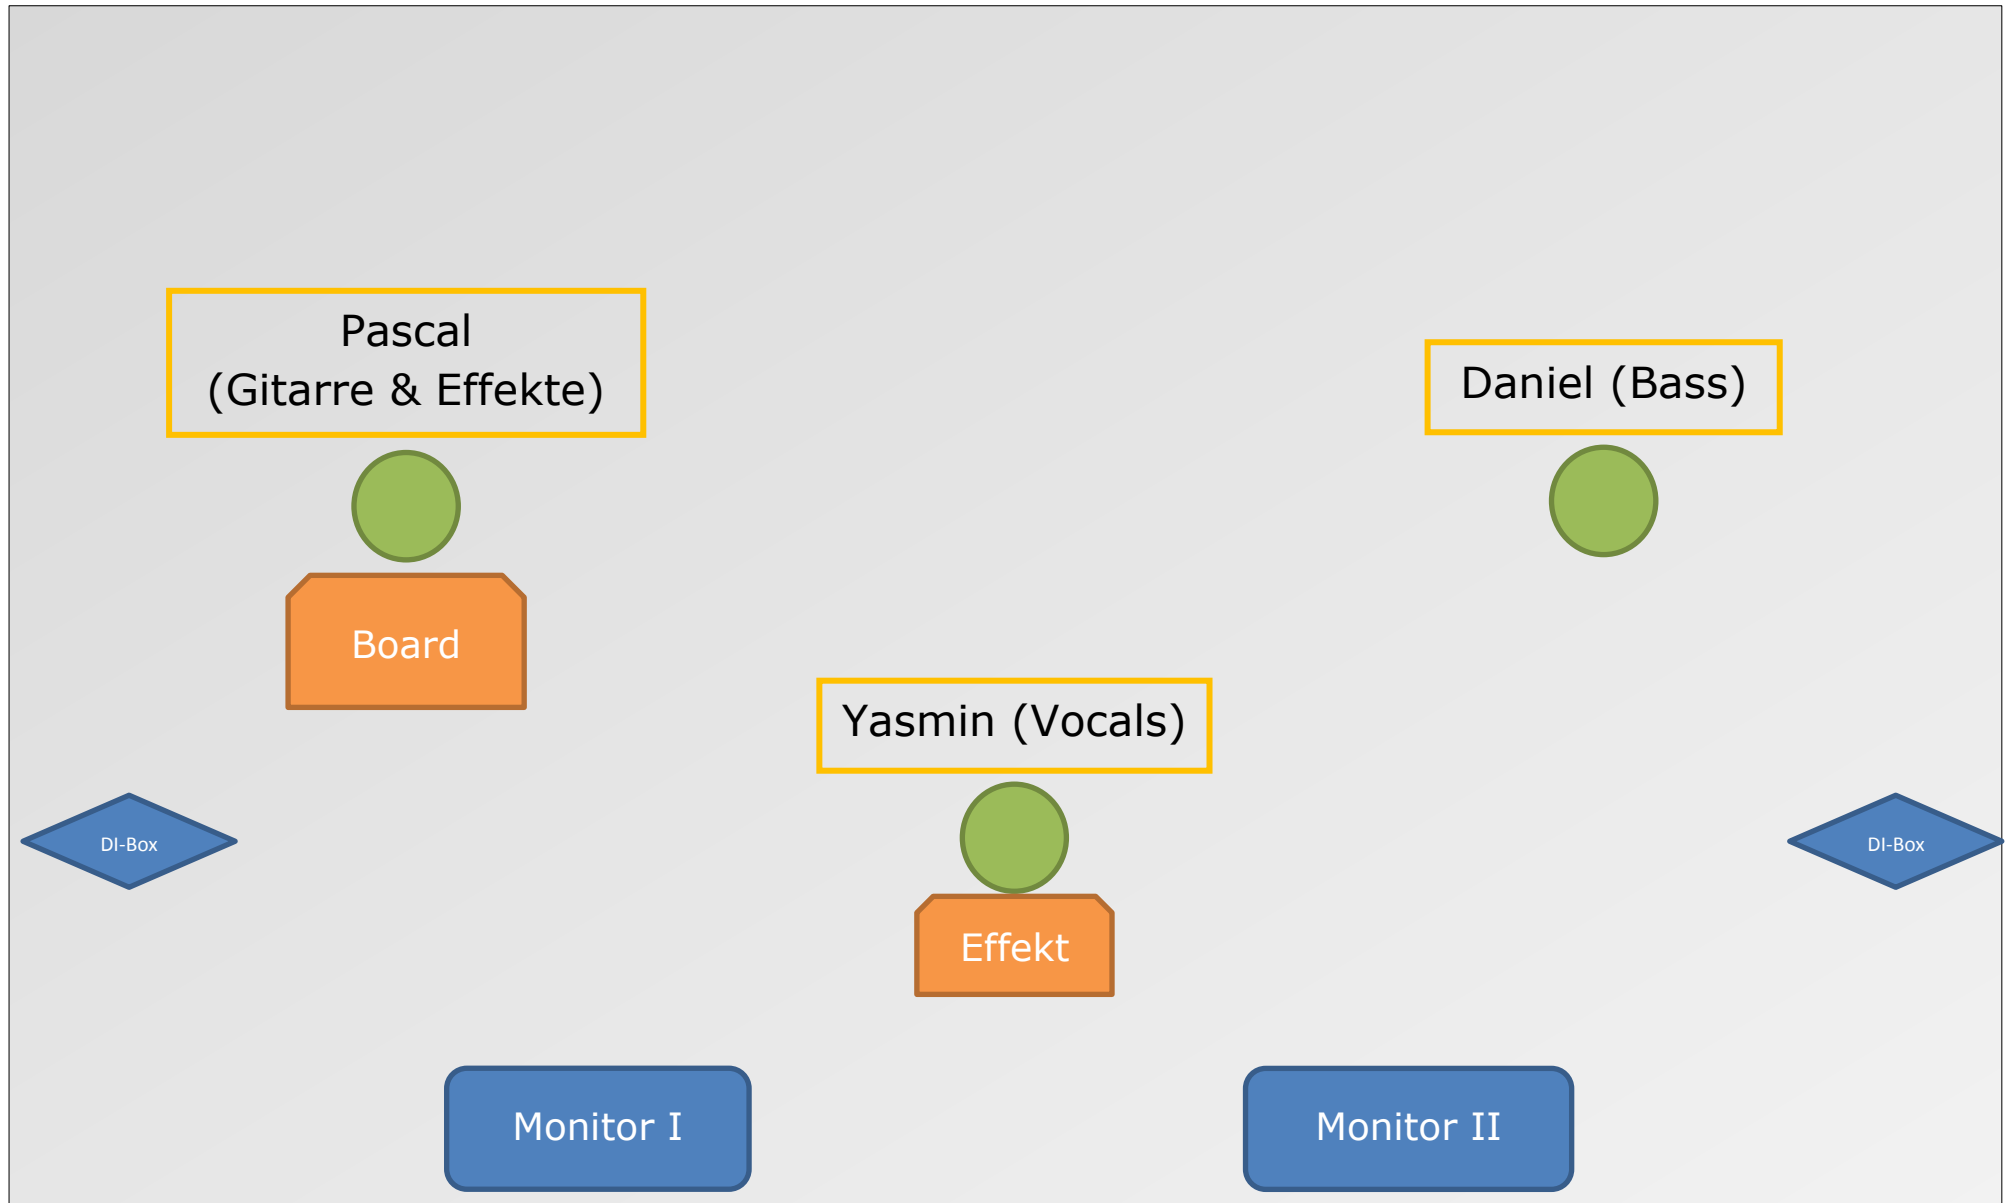 Pascal
(Gitarre & Effekte)
Daniel (Bass)
Board
Yasmin (Vocals)
DI-Box
DI-Box
Effekt
Monitor I
Monitor II